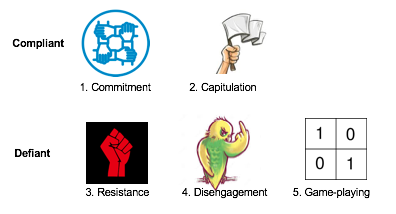 Compliant
1. Commitment
2. Capitulation
Defiant
1 0
0 1
3. Resistance
4. Disengagement
5. Game-playing